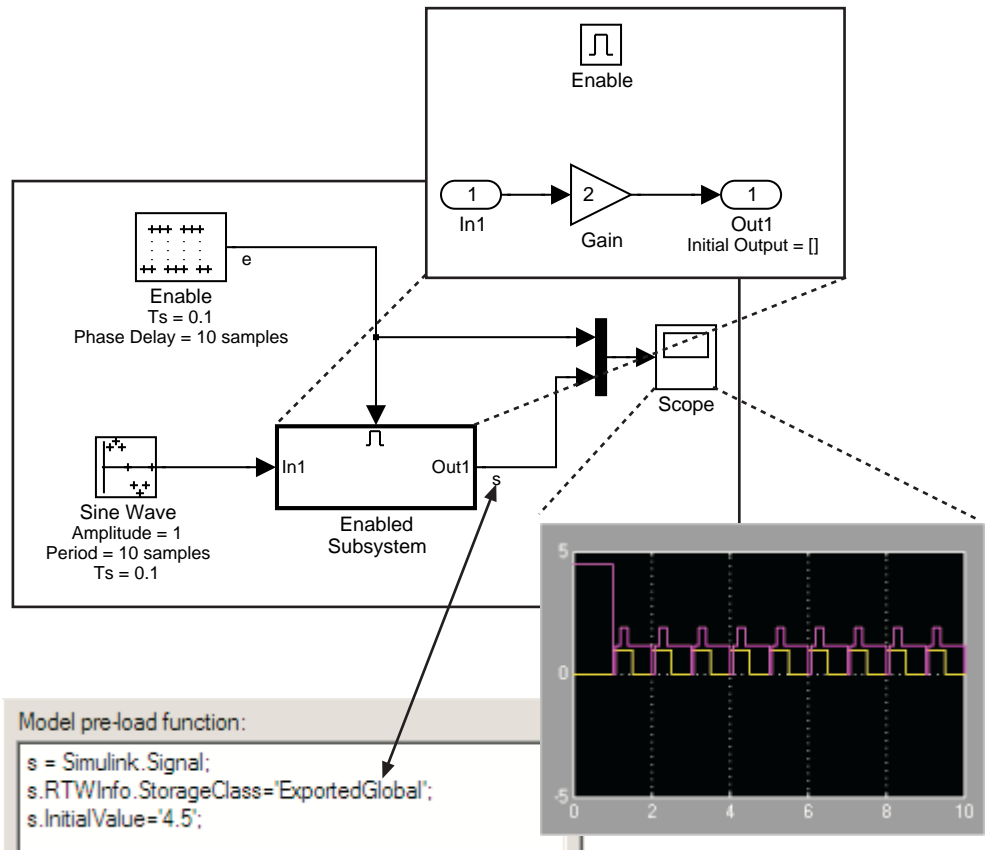 Enable
1
In1
2
Gain
1
Out1
Initial Output = []
e
Enable
Ts = 0.1
Phase Delay = 10 samples
Scope
In1
Out1
s
Enabled
Subsystem
Sine Wave
Amplitude = 1
Period = 10 samples
Ts = 0.1
5
0
-5
0 2 4 6 8 10
Model pre-load function:
s = Simulink.Signal;
s.RTWInfo.StorageClass='ExportedGlobal';
s.InitialValue='4.5';